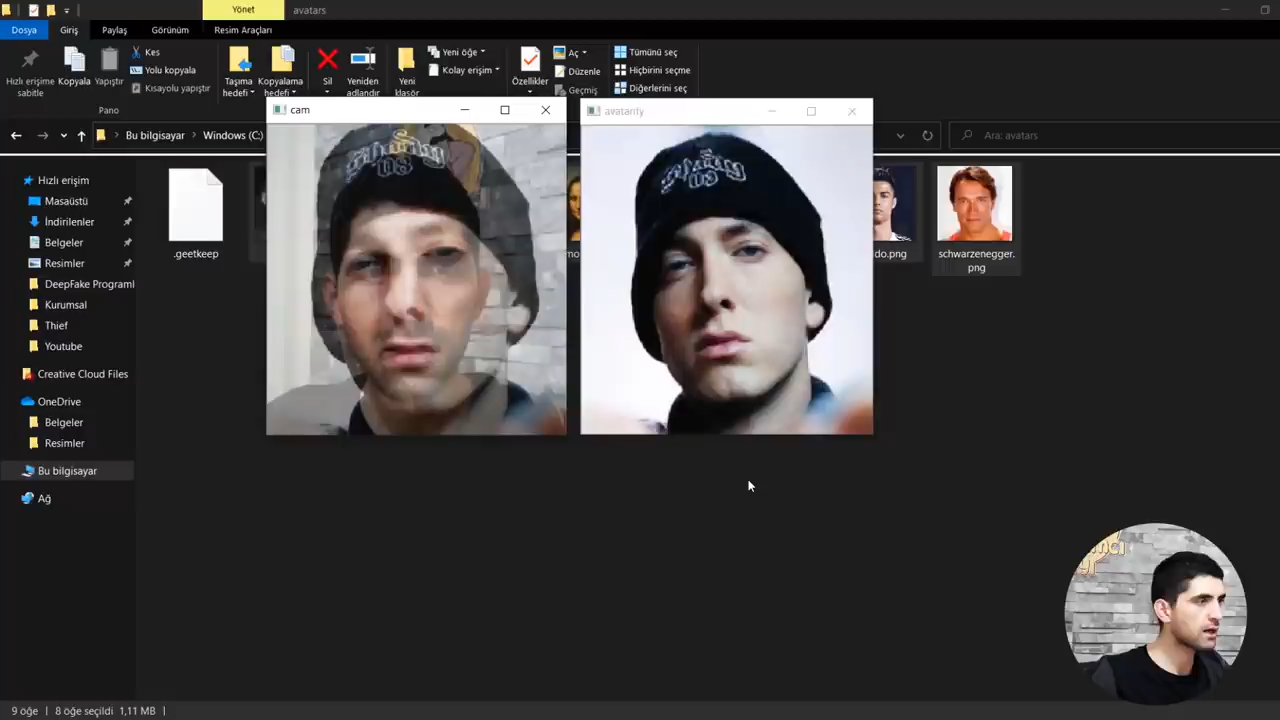 Yönet
avatars
Dosya
Giriş
Paylaş
Görünüm
Resim Araçları
Hızlı erişime
sabitle
Kopyala
Yapıştır
Kes
Yolu kopyala
Kısayolu yapıştır
Pano
Taşıma
hedefi
Kopyalama
hedefi
Sil
Yeniden
adlandır
Yeni
klasör
Yeni öğe
Kolay erişim
Özellikler
Aç
Düzenle
Geçmiş
Tümünü seç
Hiçbirini seçme
Diğerlerini seç
cam
avatarify
Bu bilgisayar
Windows (C:)
Ara: avatars
Hızlı erişim
Masaüstü
İndirilenler
Belgeler
Resimler
DeepFake Programl
Kurumsal
Thief
Youtube
Creative Cloud Files
OneDrive
Belgeler
Resimler
Bu bilgisayar
Ağ
.geetkeep
mo
do.png
schwarzenegger.
png
9 öğe
8 öğe seçildi 1,11 MB